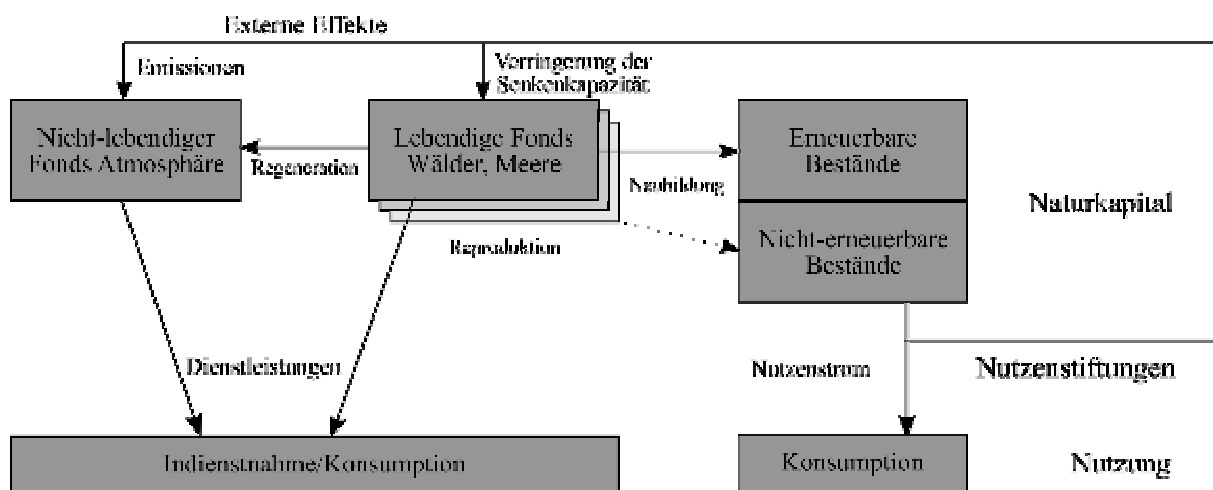 Externe Effekte
Emissionen
Verringerung der
Senkenkapazität
Nicht-lebendiger
Fonds Atmosphäre
Regeneration
Lebendige Fonds
Wälder, Meere
Neubildung
Reproduktion
Erneuerbare
Bestände
Nicht-erneuerbare
Bestände
Naturkapital
Dienstleistungen
Nutzenstrom
Nutzenstiftungen
Indienstnahme/Konsumption
Konsumption
Nutzung